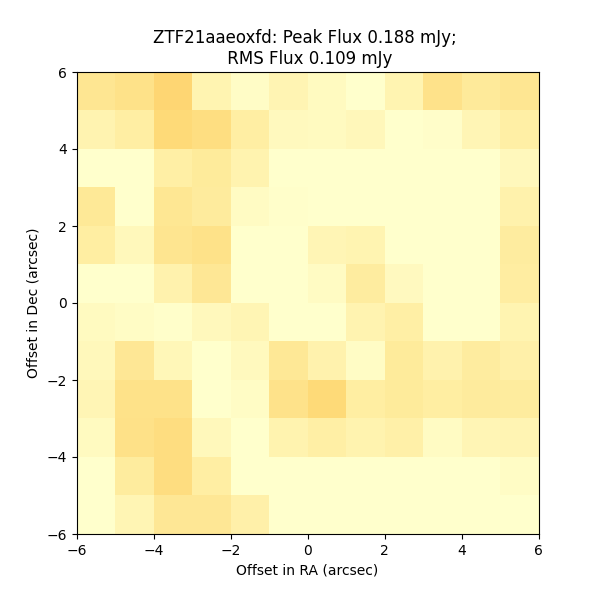 ZTF21aaeoxfd: Peak Flux 0.188 mJy;
RMS Flux 0.109 mJy
6
4
2
0
−2
−4
−6
Offset in Dec (arcsec)
−6 −4 −2 0 2 4 6
Offset in RA (arcsec)